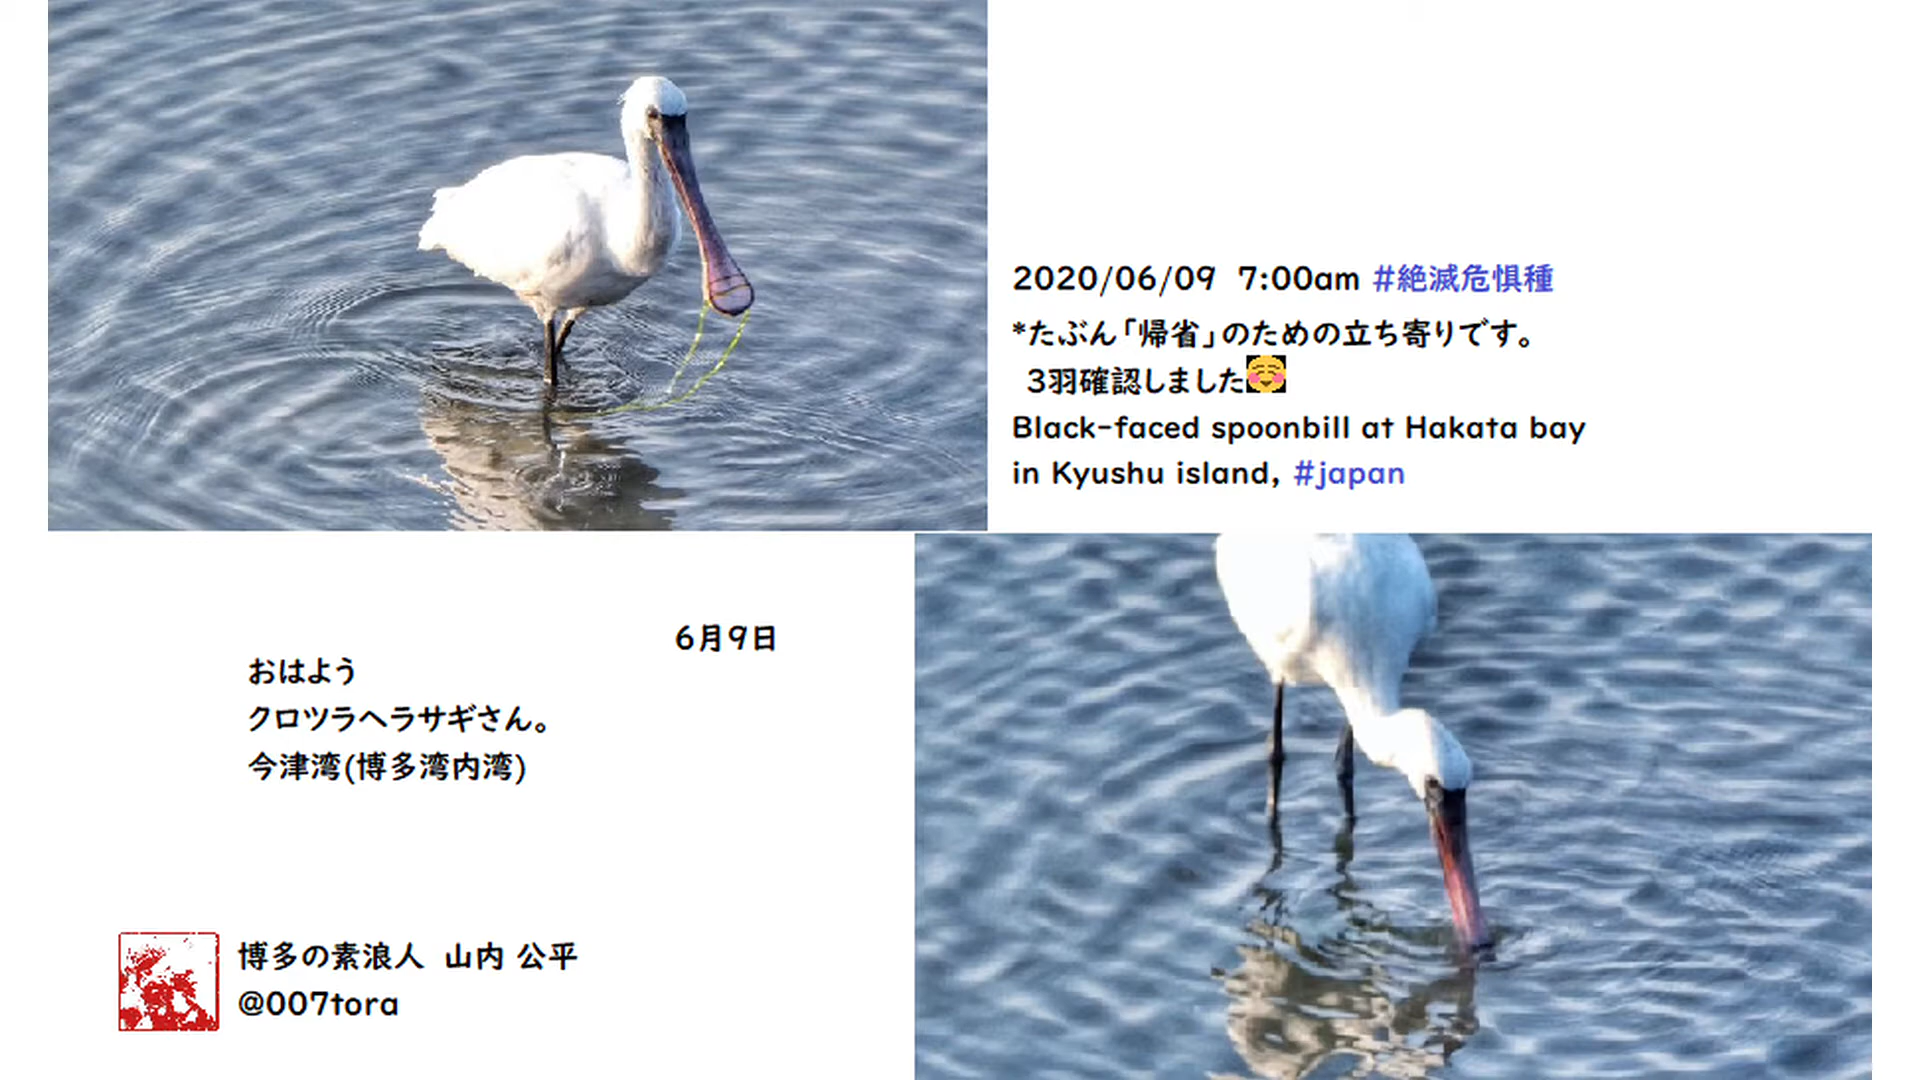 2020/06/09 7:00am #絶滅危惧種
*たぶん「帰省」のための立ち寄りです。
3羽確認しました
Black-faced spoonbill at Hakata bay
in Kyushu island, #japan
6月9日
おはよう
クロツラヘラサギさん。
今津湾(博多湾内湾)
博多の素浪人 山内 公平
@007tora